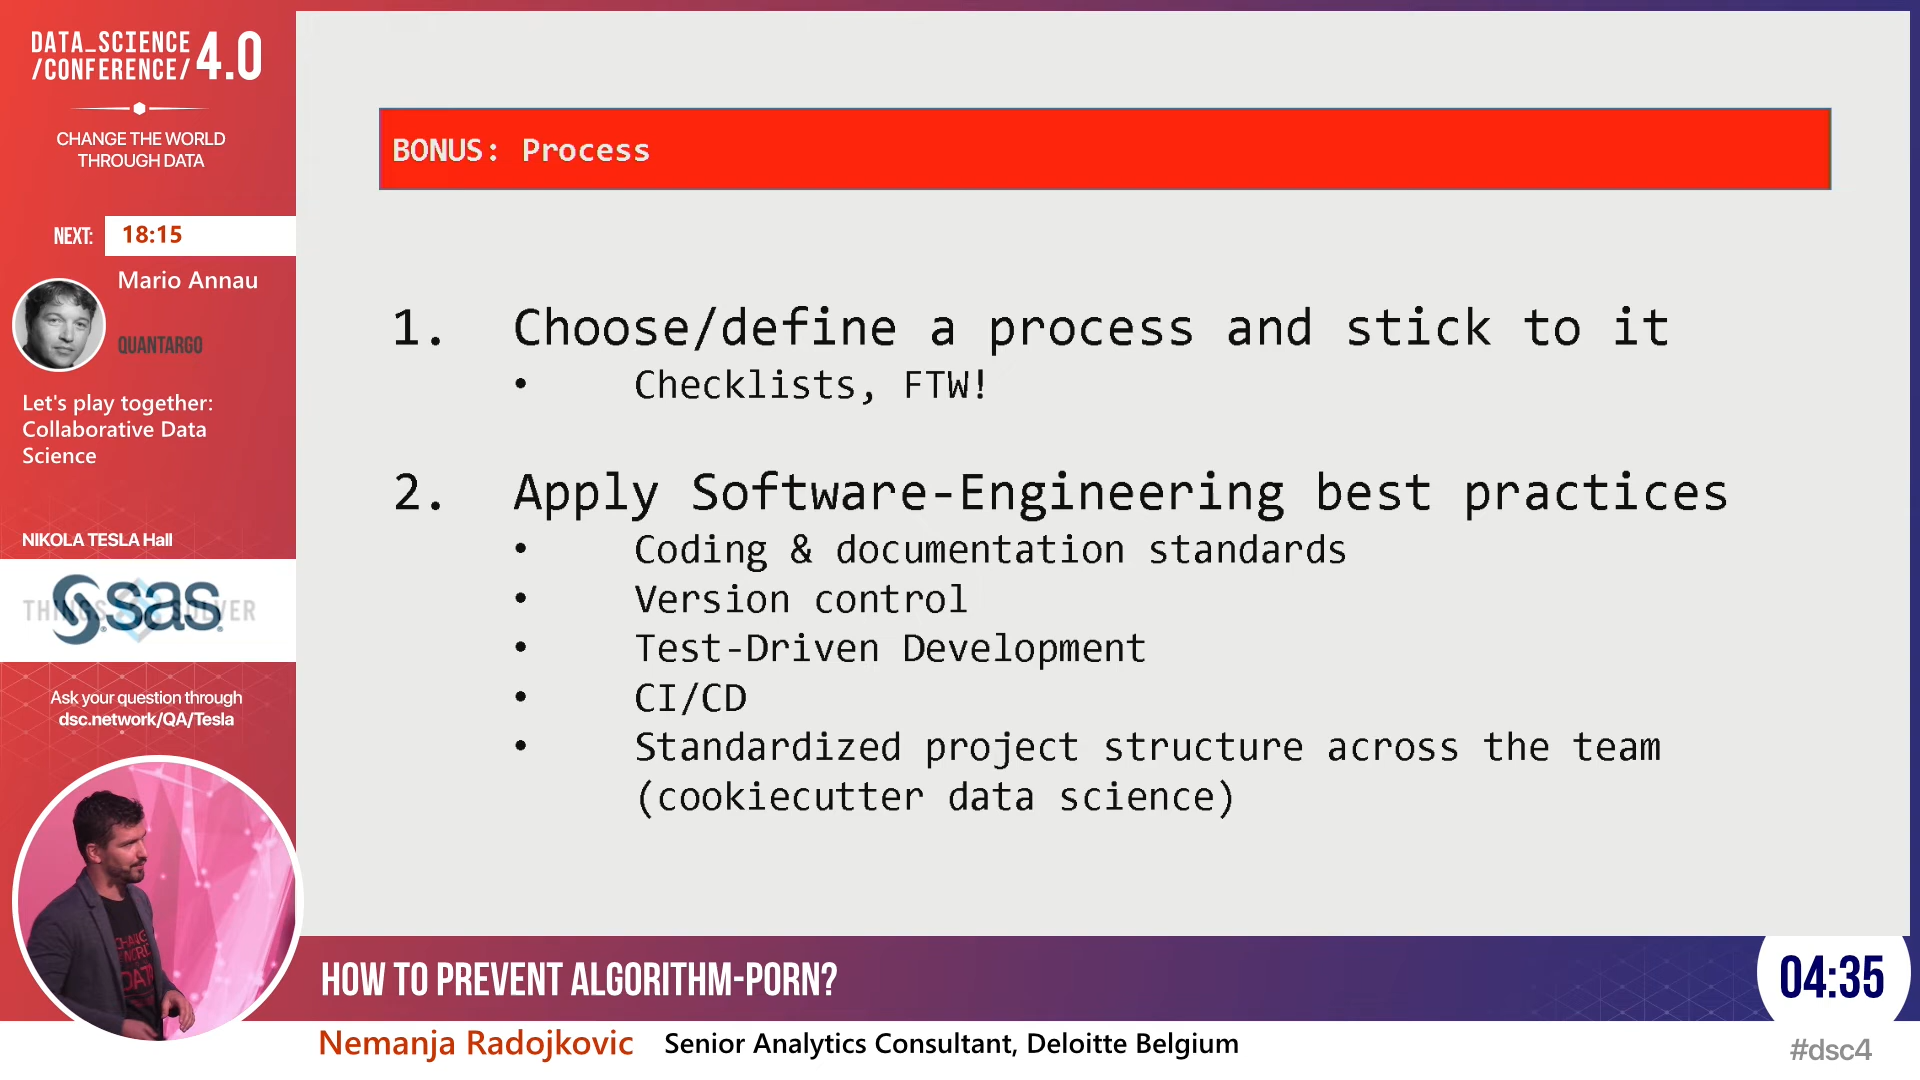 DATA_SCIENCE
/CONFERENCE/ 4.0
CHANGE THE WORLD
THROUGH DATA
NEXT: 18:15
Mario Annau
QUANTARGO
Let's play together:
Collaborative Data
Science
NIKOLA TESLA Hall
THINGS SOLVER
sas
Ask your question through
dsc.network/QA/Tesla
BONUS: Process
1. Choose/define a process and stick to it
• Checklists, FTW!
2. Apply Software-Engineering best practices
• Coding & documentation standards
• Version control
• Test-Driven Development
• CI/CD
• Standardized project structure across the team
(cookiecutter data science)
HOW TO PREVENT ALGORITHM-PORN?
04:35
Nemanja Radojkovic Senior Analytics Consultant, Deloitte Belgium
#dsc4